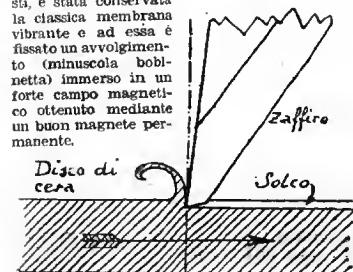 sti, è stata conservata
la classica membrana
vibrante e ad essa è
fissato un avvolgimen-
to (minuscola bobi-
netta) immerso in un
forte campo magneti-
co ottenuto mediante
un buon magnete per-
manente.
Zaffiro
Disco di
cera
Solco